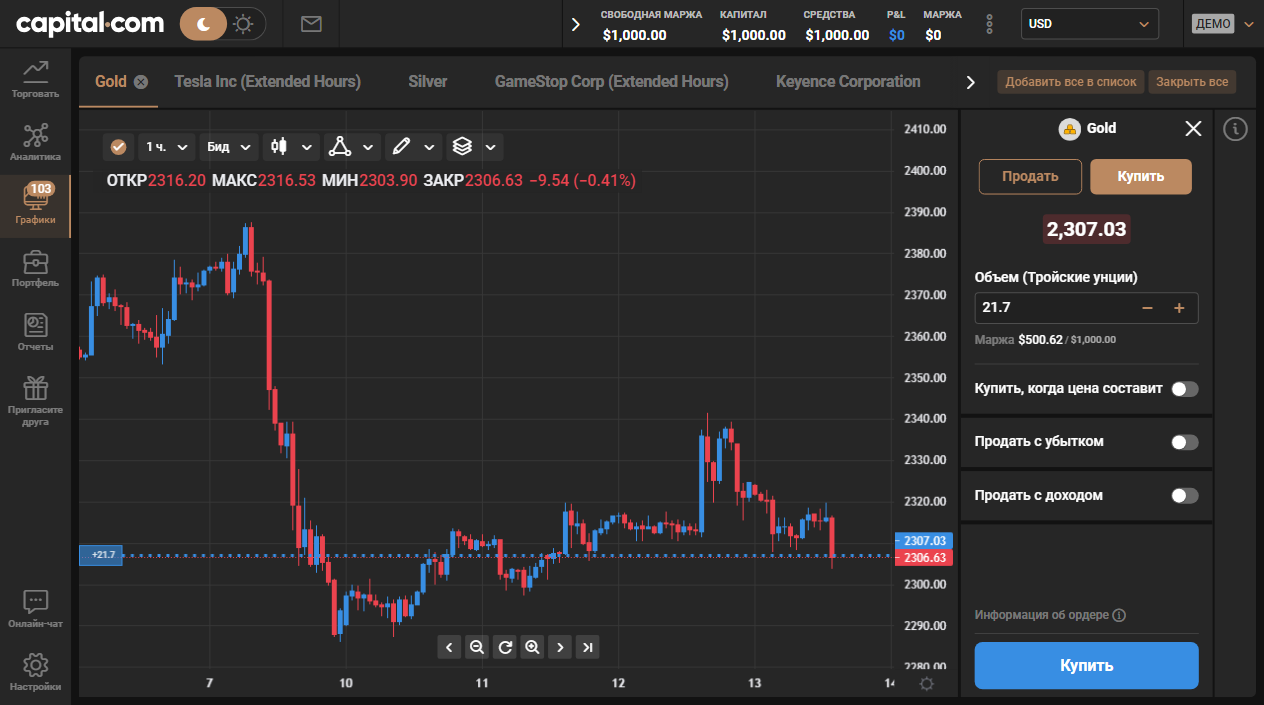 capital.com
СВОБОДНАЯ МАРЖА КАПИТАЛ СРЕДСТВА P&L МАРЖА
$1,000.00 $1,000.00 $1,000.00 $0 $0
USD
ДЕМО
Торговать
Аналитика
103
Графики
Портфель
Отчеты
Пригласите
друга
Онлайн-чат
Настройки
Gold Tesla Inc (Extended Hours) Silver GameStop Corp (Extended Hours) Keyence Corporation
Добавить все в список Закрыть все
1 ч. Бид
ОТКР2316.20 МАКС2316.53 МИН2303.90 ЗАКР2306.63 −9.54 (−0.41%)
2410.00
2400.00
2390.00
2380.00
2370.00
2360.00
2350.00
2340.00
2330.00
2320.00
2307.03
2306.63
2300.00
2290.00
2280.00
+21.7
7 10 11 12 13 14
Gold
Продать Купить
2,307.03
Объем (Тройские унции)
21.7 − +
Маржа $500.62 / $1,000.00
Купить, когда цена составит
Продать с убытком
Продать с доходом
Информация об ордере
Купить